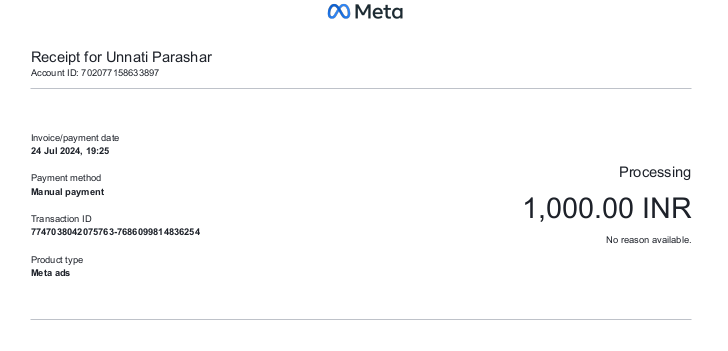 Meta
Receipt for Unnati Parashar
Account ID: 702077158633897
Invoice/payment date
24 Jul 2024, 19:25
Payment method
Manual payment
Transaction ID
7747038042075763-7686099814836254
Product type
Meta ads
Processing
1,000.00 INR
No reason available.